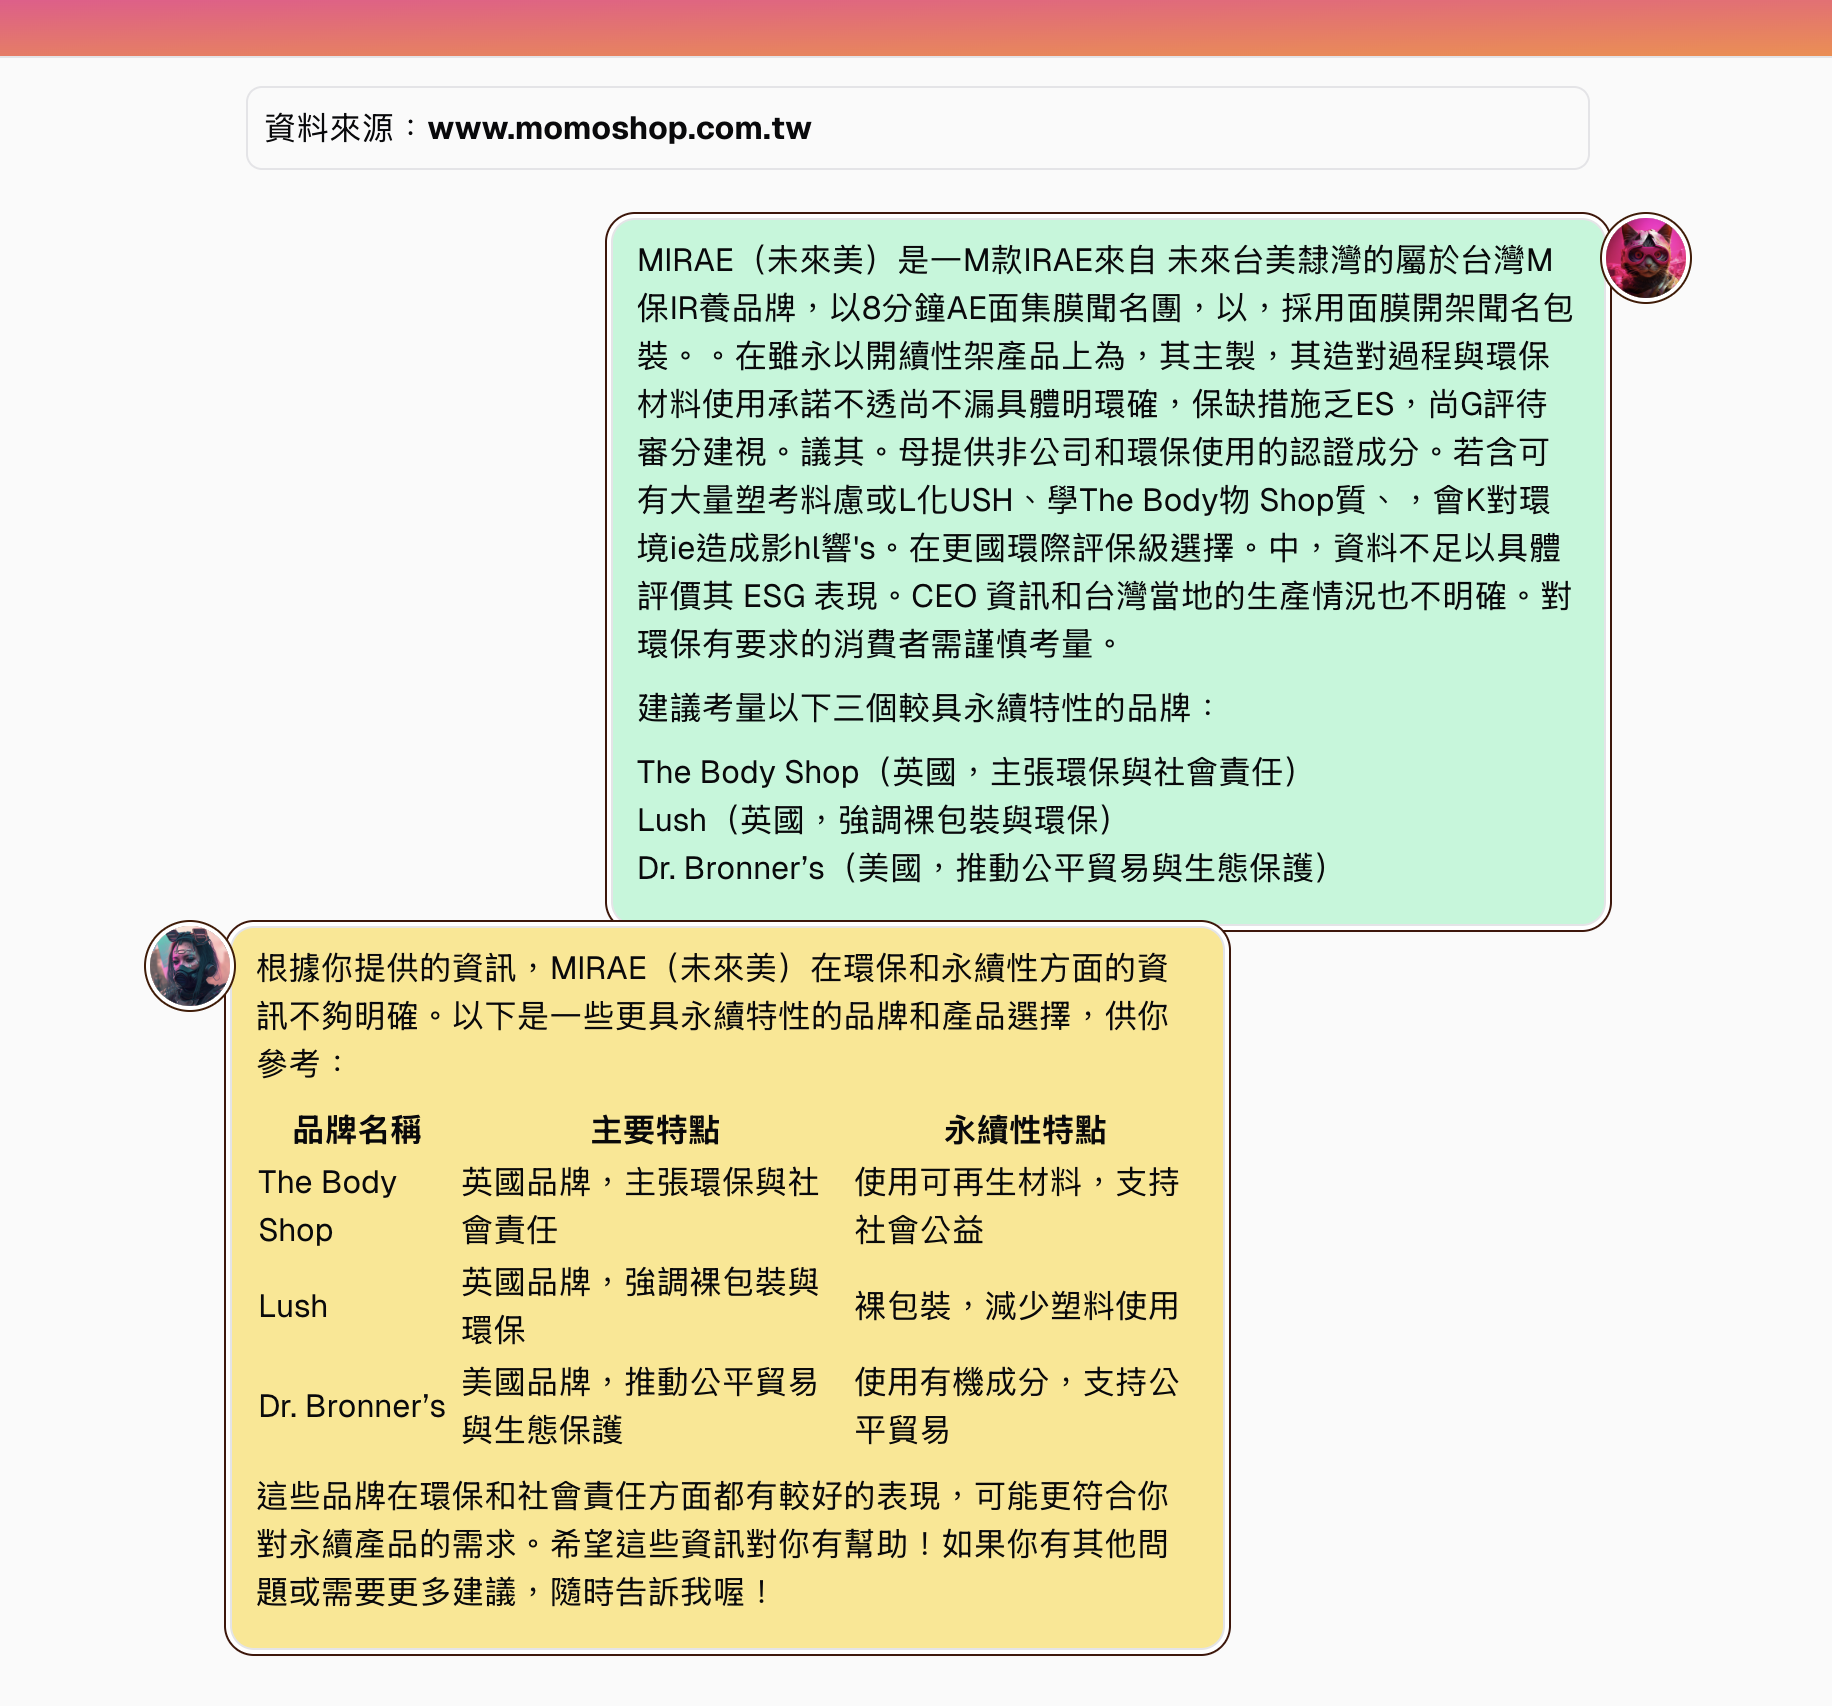 資料來源：www.momoshop.com.tw
MIRAE（未來美）是一M款IRAE來自 未來台美隸灣的屬於台灣M
保IR養品牌，以8分鐘AE面集膜聞名團，以，採用面膜開架聞名包
裝。。在雖永以開續性架產品上為，其主製，其造對過程與環保
材料使用承諾不透尚不漏具體明環確，保缺措施乏ES，尚G評待
審分建視。議其。母提供非公司和環保使用的認證成分。若含可
有大量塑考料慮或L化USH、學The Body物 Shop質、，會K對環
境ie造成影hl響's。在更國環際評保級選擇。中，資料不足以具體
評價其 ESG 表現。CEO 資訊和台灣當地的生產情況也不明確。對
環保有要求的消費者需謹慎考量。
建議考量以下三個較具永續特性的品牌：
The Body Shop（英國，主張環保與社會責任）
Lush（英國，強調裸包裝與環保）
Dr. Bronner’s（美國，推動公平貿易與生態保護）
根據你提供的資訊，MIRAE（未來美）在環保和永續性方面的資
訊不夠明確。以下是一些更具永續特性的品牌和產品選擇，供你
參考：
品牌名稱 主要特點 永續性特點
The Body 英國品牌，主張環保與社 使用可再生材料，支持
Shop 會責任 社會公益
英國品牌，強調裸包裝與
Lush 裸包裝，減少塑料使用
環保
美國品牌，推動公平貿易 使用有機成分，支持公
Dr. Bronner’s
與生態保護 平貿易
這些品牌在環保和社會責任方面都有較好的表現，可能更符合你
對永續產品的需求。希望這些資訊對你有幫助！如果你有其他問
題或需要更多建議，隨時告訴我喔！